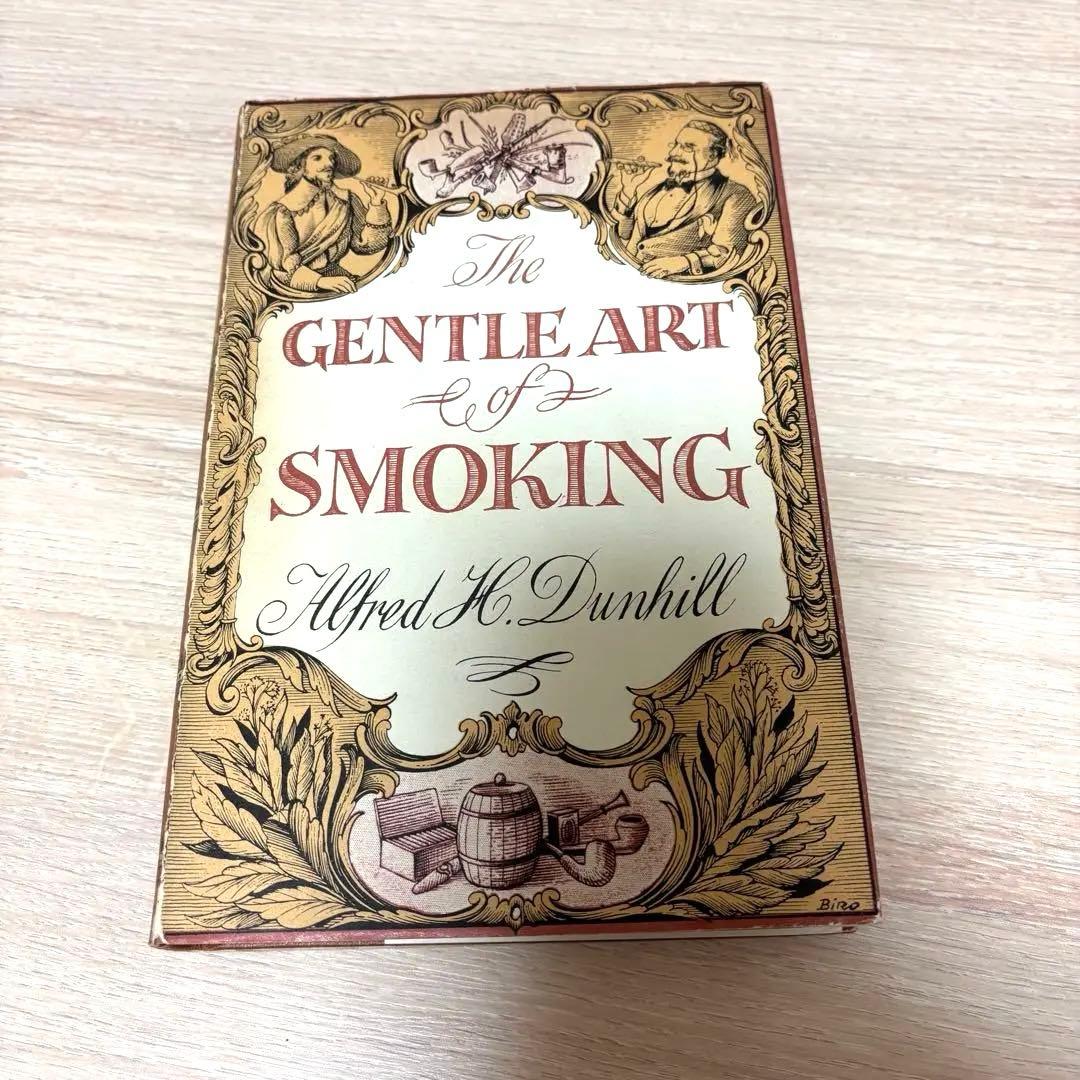 The
GENTLE ART
of
SMOKING
Alfred H. Dunhill
Biro